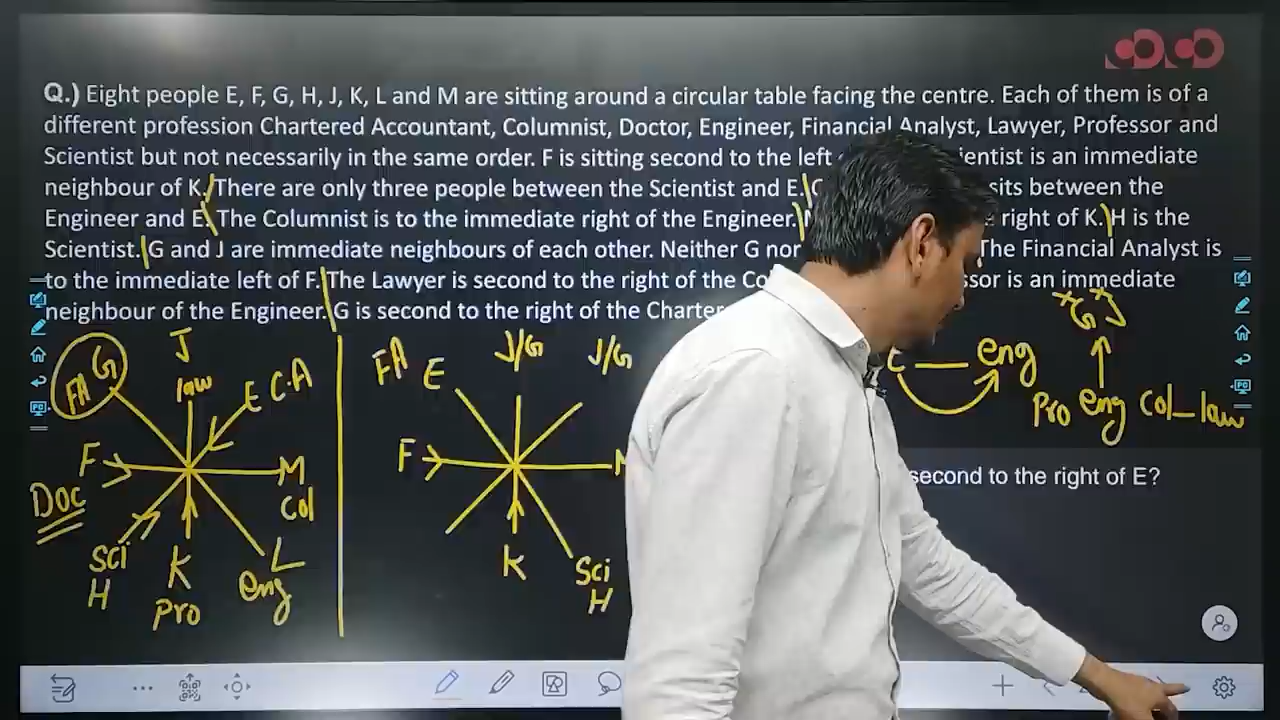 Q.) Eight people E, F, G, H, J, K, L and M are sitting around a circular table facing the centre. Each of them is of a
different profession Chartered Accountant, Columnist, Doctor, Engineer, Financial Analyst, Lawyer, Professor and
Scientist but not necessarily in the same order. F is sitting second to the left ientist is an immediate
neighbour of K. There are only three people between the Scientist and E. sits between the
Engineer and E. The Columnist is to the immediate right of the Engineer. right of K. H is the
Scientist. G and J are immediate neighbours of each other. Neither G nor The Financial Analyst is
to the immediate left of F. The Lawyer is second to the right of the Co ssor is an immediate
neighbour of the Engineer. G is second to the right of the Charter
G J
E eng
Pro eng Col_law
second to the right of E?
FA G
J
law
E C.A
F
DOC
M
Col
Sci
H
K
Pro
L
eng
FA E
J/G
J/G
F
K
Sci
H